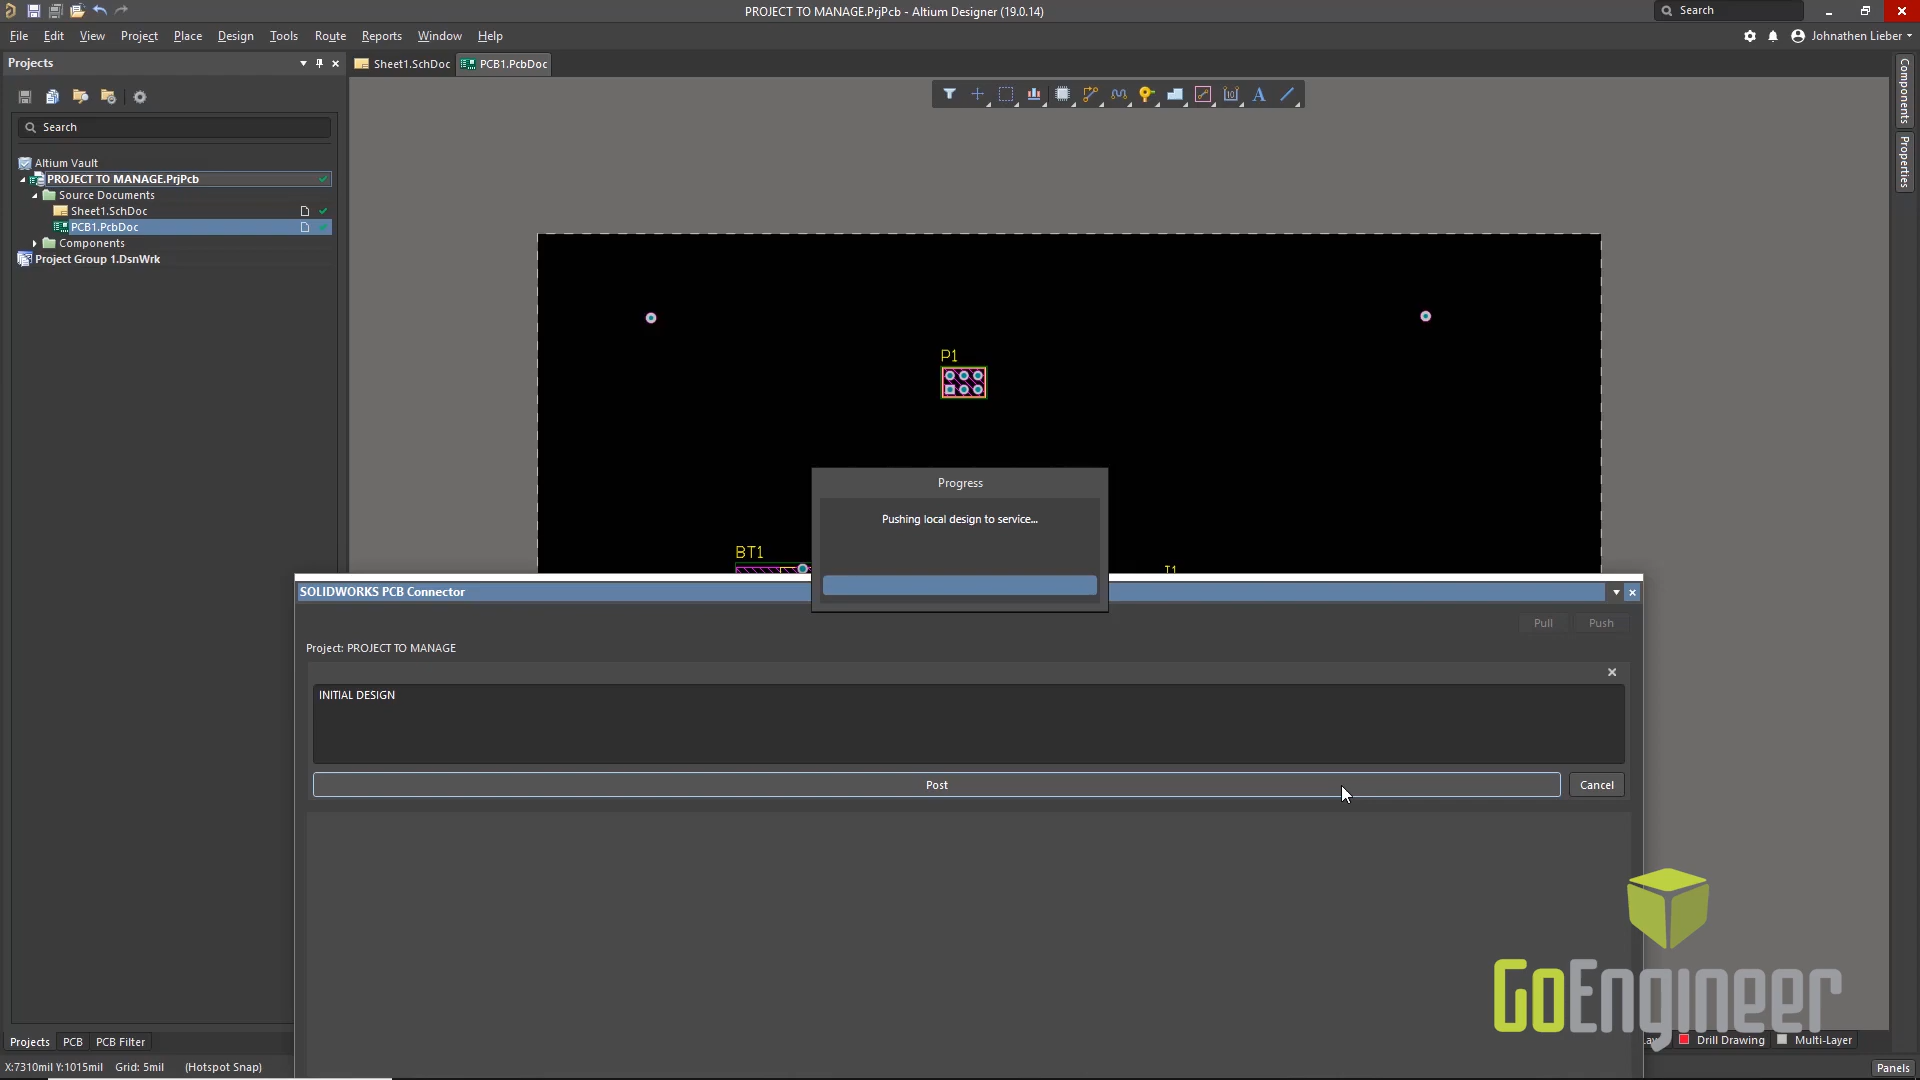 PROJECT TO MANAGE.PrjPcb - Altium Designer (19.0.14)
Search
File Edit View Project Place Design Tools Route Reports Window Help
Johnathen Lieber
Projects
Sheet1.SchDoc
PCB1.PcbDoc
Components
Properties
Search
Altium Vault
PROJECT TO MANAGE.PrjPcb
Source Documents
Sheet1.SchDoc
PCB1.PcbDoc
Components
Project Group 1.DsnWrk
P1
BT1
Progress
Pushing local design to service...
SOLIDWORKS PCB Connector
Pull Push
Project: PROJECT TO MANAGE
INITIAL DESIGN
Post
Cancel
GoEngineer
Projects PCB PCB Filter
Drill Drawing Multi-Layer
X:7310mil Y:1015mil Grid: 5mil (Hotspot Snap)
Panels